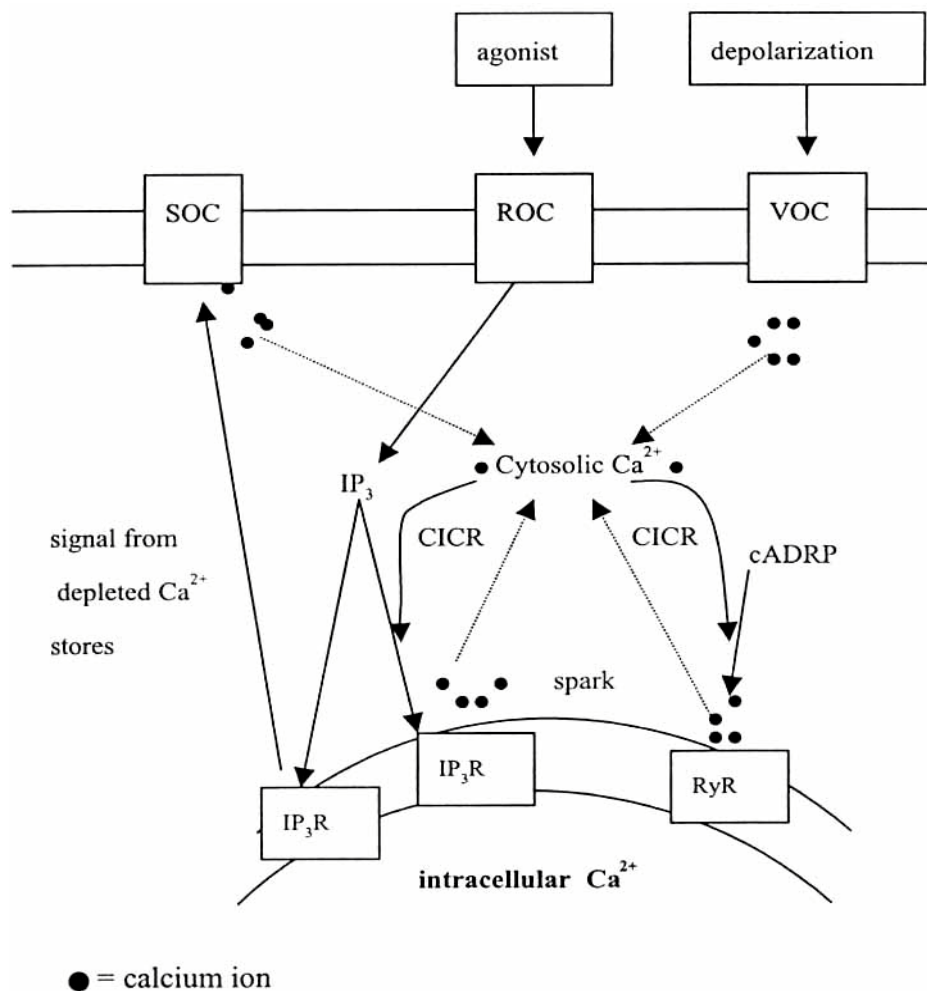 agonist
depolarization
SOC
ROC
VOC
Cytosolic Ca²⁺
IP₃
CICR
CICR
cADRP
signal from
depleted Ca²⁺
stores
spark
IP₃R
IP₃R
RyR
intracellular Ca²⁺
= calcium ion